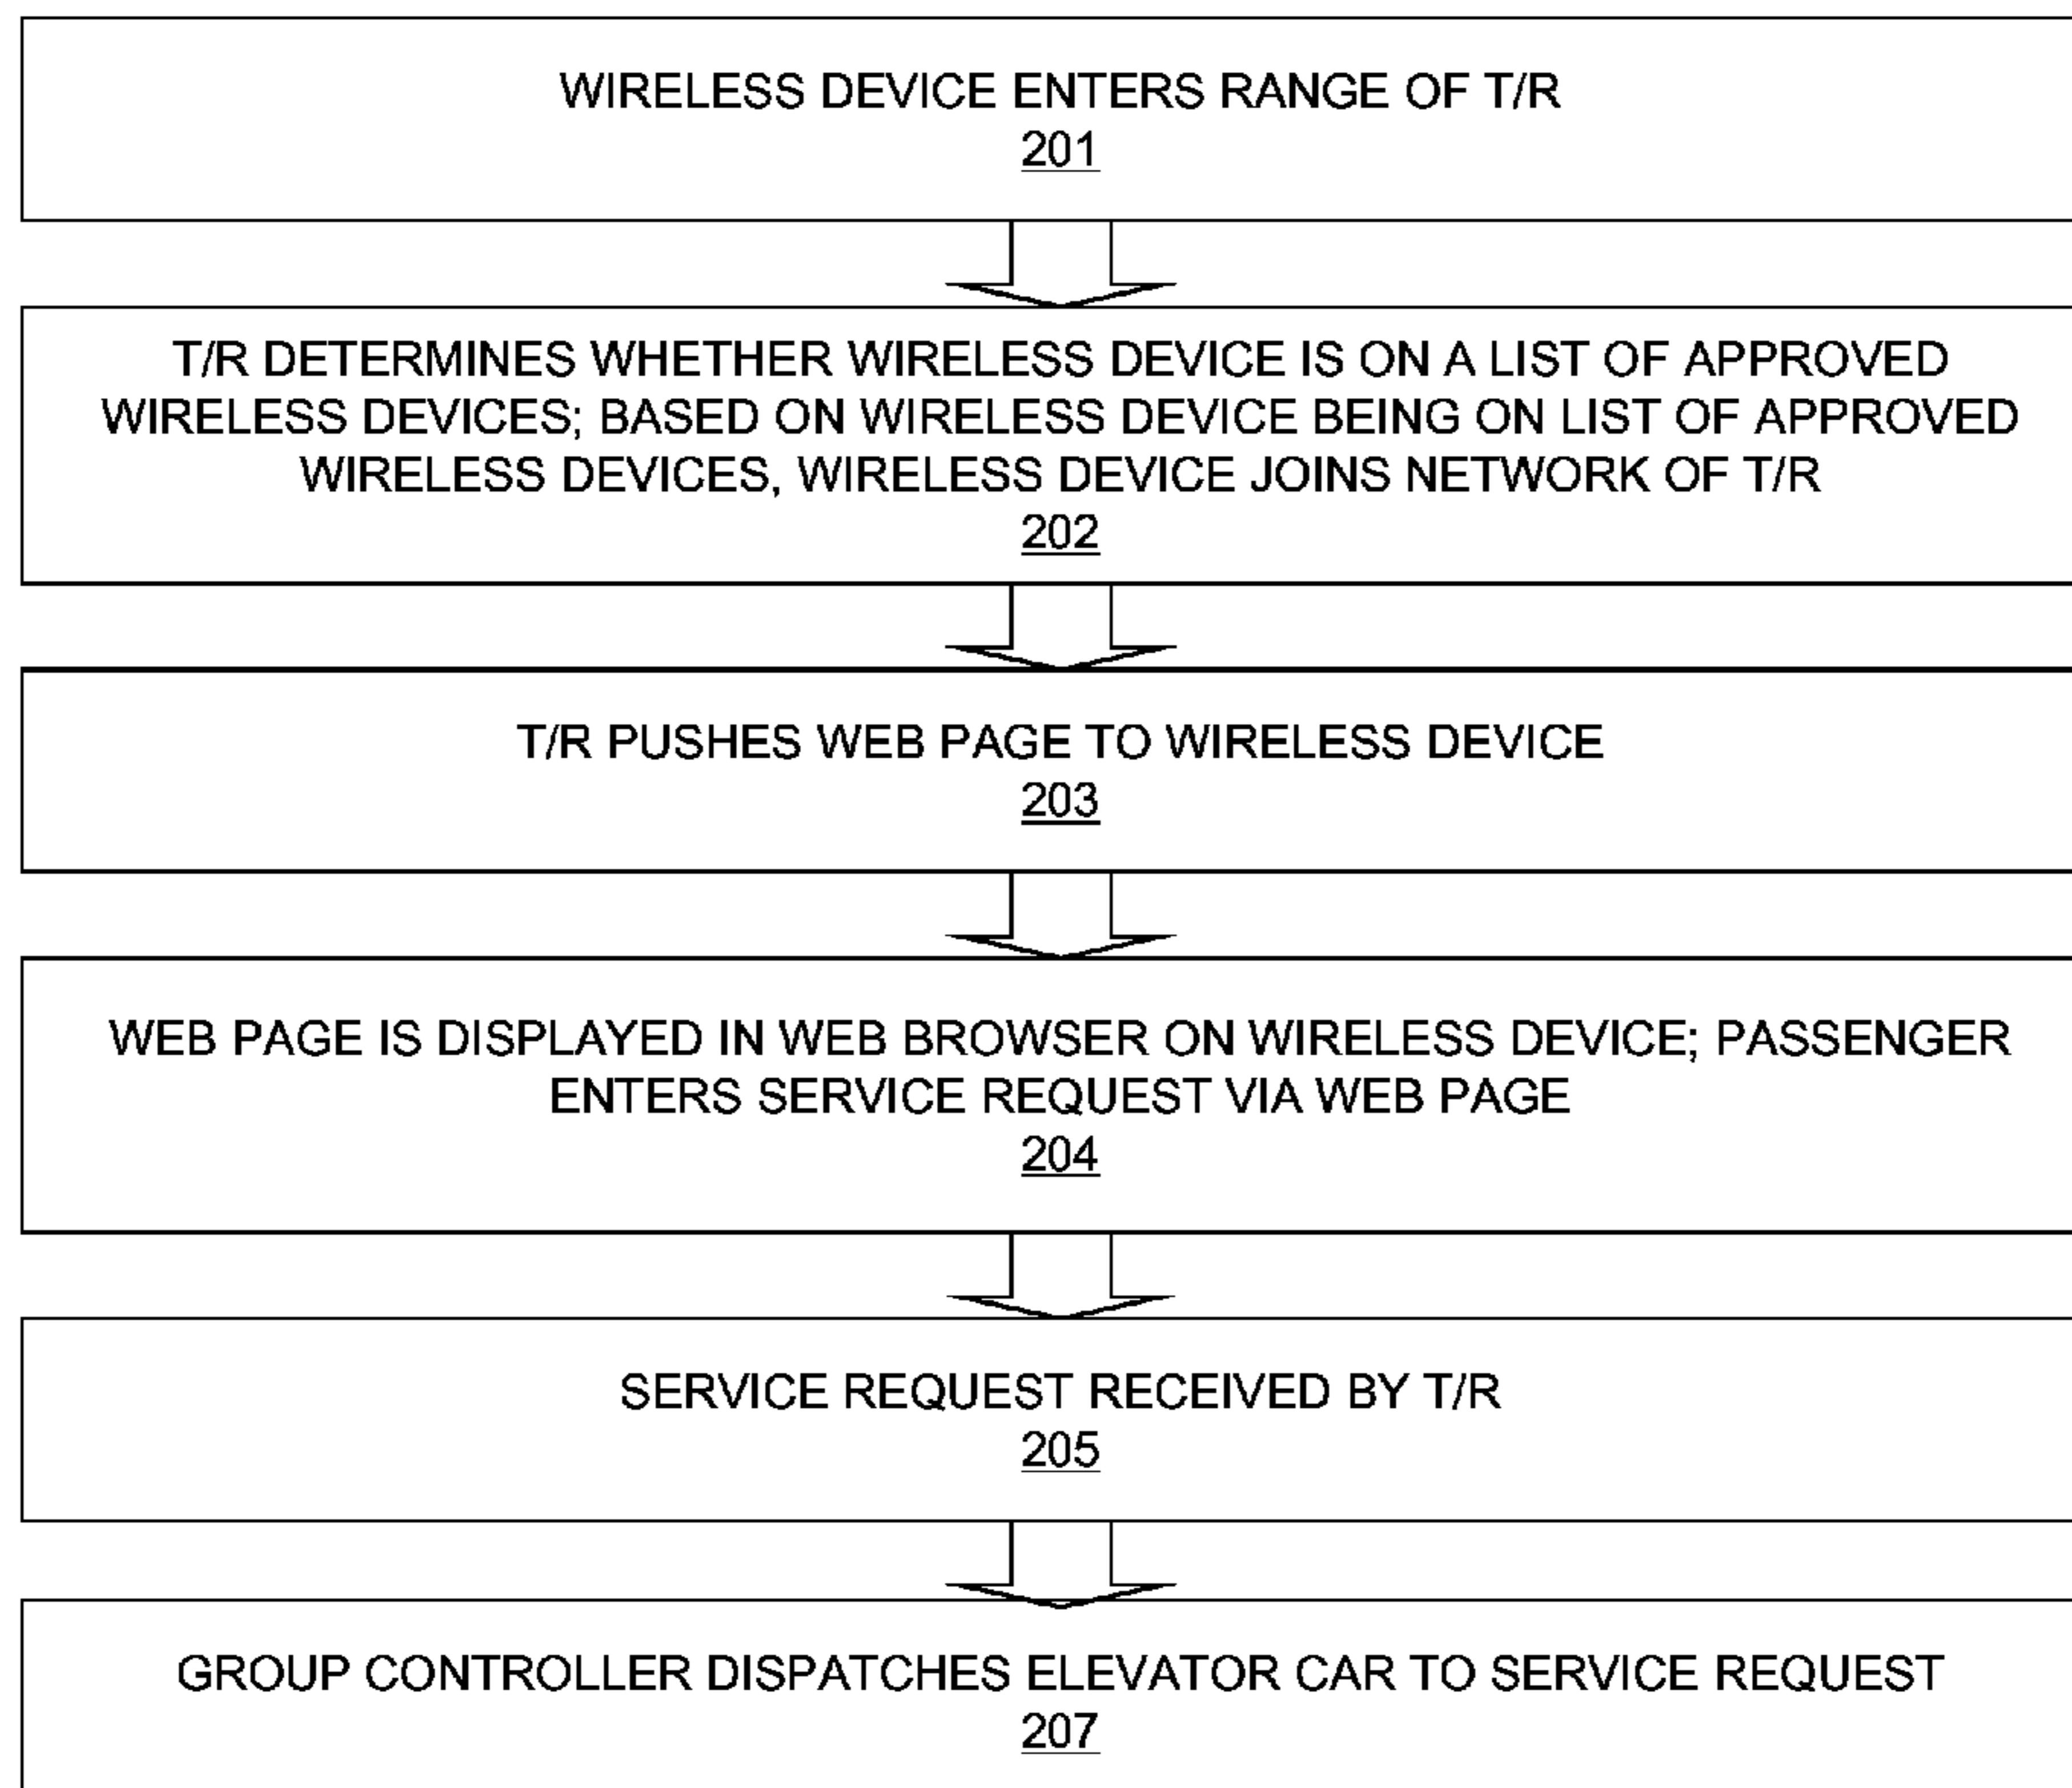 WIRELESS DEVICE ENTERS RANGE OF T/R
201
T/R DETERMINES WHETHER WIRELESS DEVICE IS ON A LIST OF APPROVED
WIRELESS DEVICES; BASED ON WIRELESS DEVICE BEING ON LIST OF APPROVED
WIRELESS DEVICES, WIRELESS DEVICE JOINS NETWORK OF T/R
202
T/R PUSHES WEB PAGE TO WIRELESS DEVICE
203
WEB PAGE IS DISPLAYED IN WEB BROWSER ON WIRELESS DEVICE; PASSENGER
ENTERS SERVICE REQUEST VIA WEB PAGE
204
SERVICE REQUEST RECEIVED BY T/R
205
GROUP CONTROLLER DISPATCHES ELEVATOR CAR TO SERVICE REQUEST
207